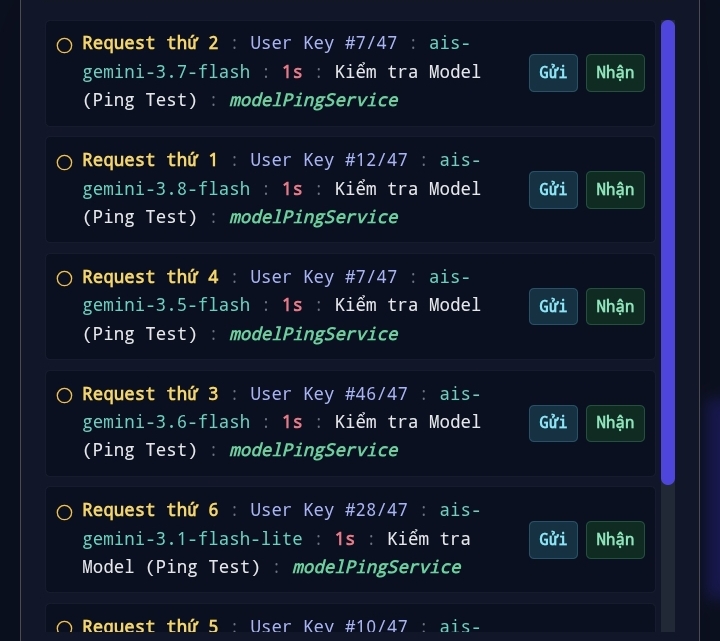 Request thứ 2 : User Key #7/47 : ais-
gemini-3.7-flash : 1s : Kiểm tra Model
(Ping Test) : modelPingService
Gửi Nhận
Request thứ 1 : User Key #12/47 : ais-
gemini-3.8-flash : 1s : Kiểm tra Model
(Ping Test) : modelPingService
Gửi Nhận
Request thứ 4 : User Key #7/47 : ais-
gemini-3.5-flash : 1s : Kiểm tra Model
(Ping Test) : modelPingService
Gửi Nhận
Request thứ 3 : User Key #46/47 : ais-
gemini-3.6-flash : 1s : Kiểm tra Model
(Ping Test) : modelPingService
Gửi Nhận
Request thứ 6 : User Key #28/47 : ais-
gemini-3.1-flash-lite : 1s : Kiểm tra
Model (Ping Test) : modelPingService
Gửi Nhận
Request thứ 5 : User Key #10/47 : ais-